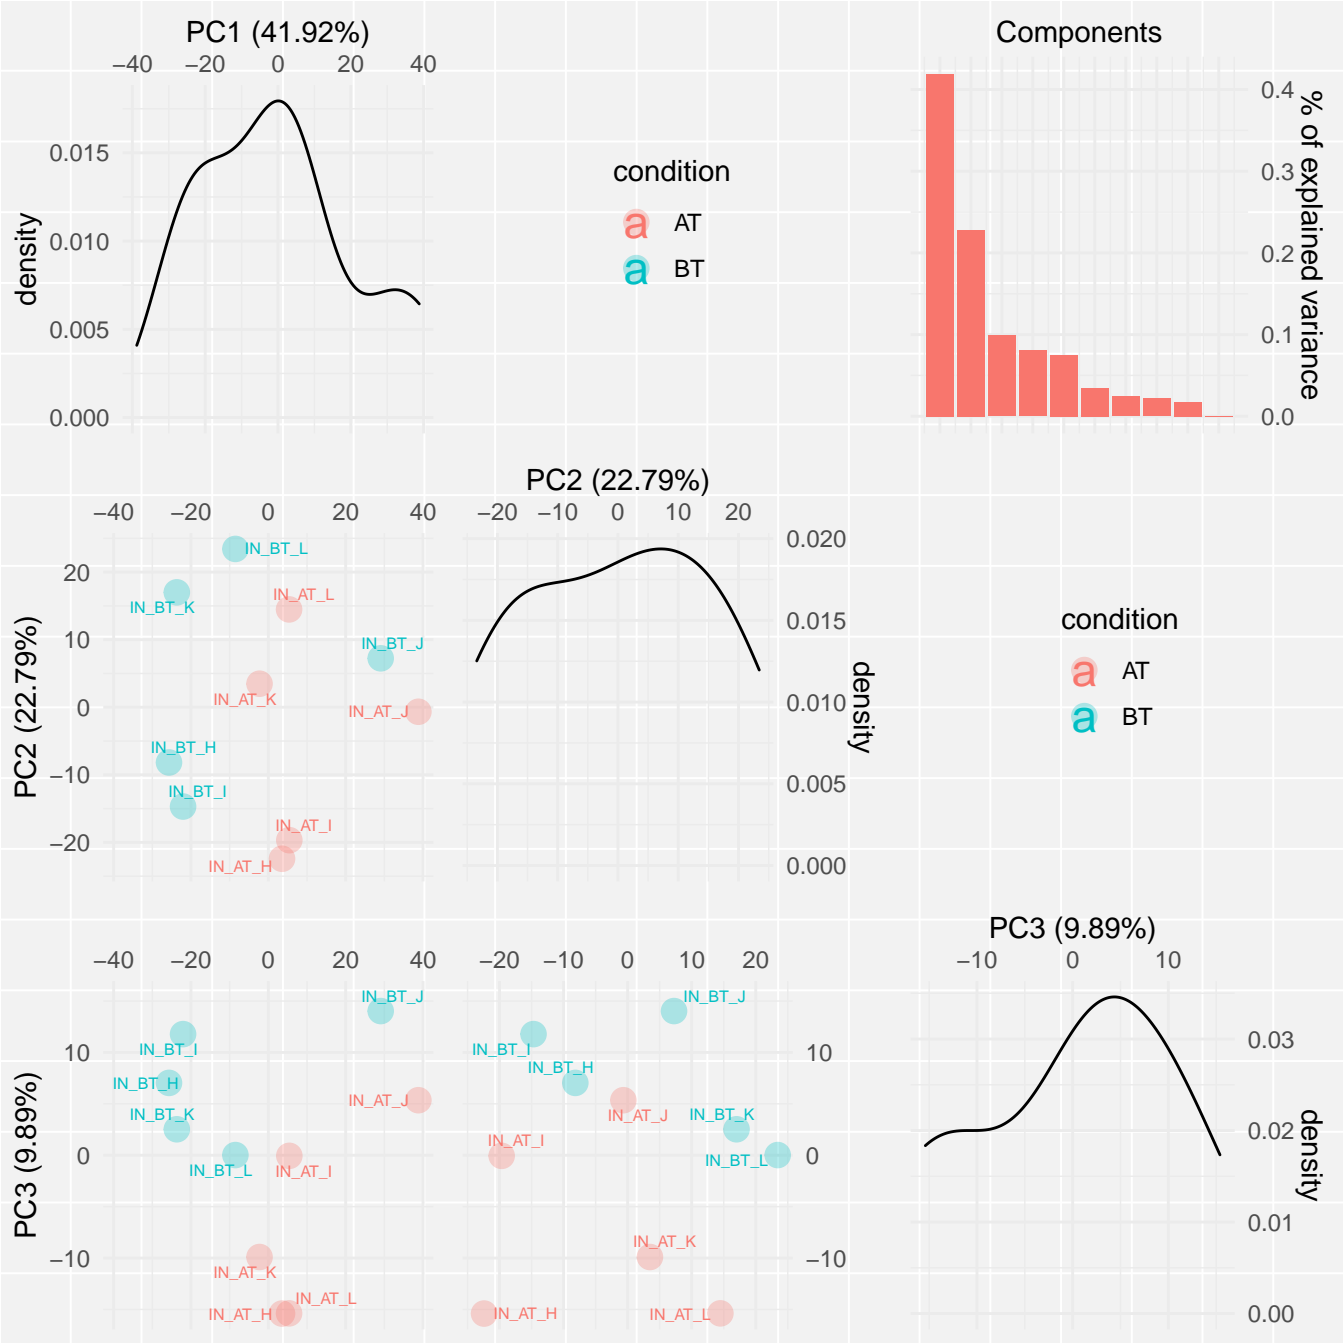 PC1 (41.92%)
−40 −20 0 20 40
density
0.015
0.010
0.005
0.000
condition
a AT
a BT
Components
0.4
0.3
0.2
0.1
0.0
% of explained variance
−40 −20 0 20 40
PC2 (22.79%)
20
10
0
−10
−20
IN_BT_L
IN_AT_L
IN_BT_K
IN_BT_J
IN_AT_K
IN_AT_J
IN_BT_H
IN_BT_I
IN_AT_I
IN_AT_H
PC2 (22.79%)
−20 −10 0 10 20
0.020
0.015
0.010
0.005
0.000
density
condition
a AT
a BT
−40 −20 0 20 40
PC3 (9.89%)
10
0
−10
IN_BT_J
IN_BT_I
IN_BT_H
IN_AT_J
IN_BT_K
IN_BT_L
IN_AT_I
IN_AT_K
IN_AT_L
IN_AT_H
−20 −10 0 10 20
IN_BT_J
IN_BT_I
IN_BT_H
IN_AT_J
IN_BT_K
IN_AT_I
IN_BT_L
IN_AT_K
IN_AT_H
IN_AT_L
10
0
−10
PC3 (9.89%)
−10 0 10
0.03
0.02
0.01
0.00
density